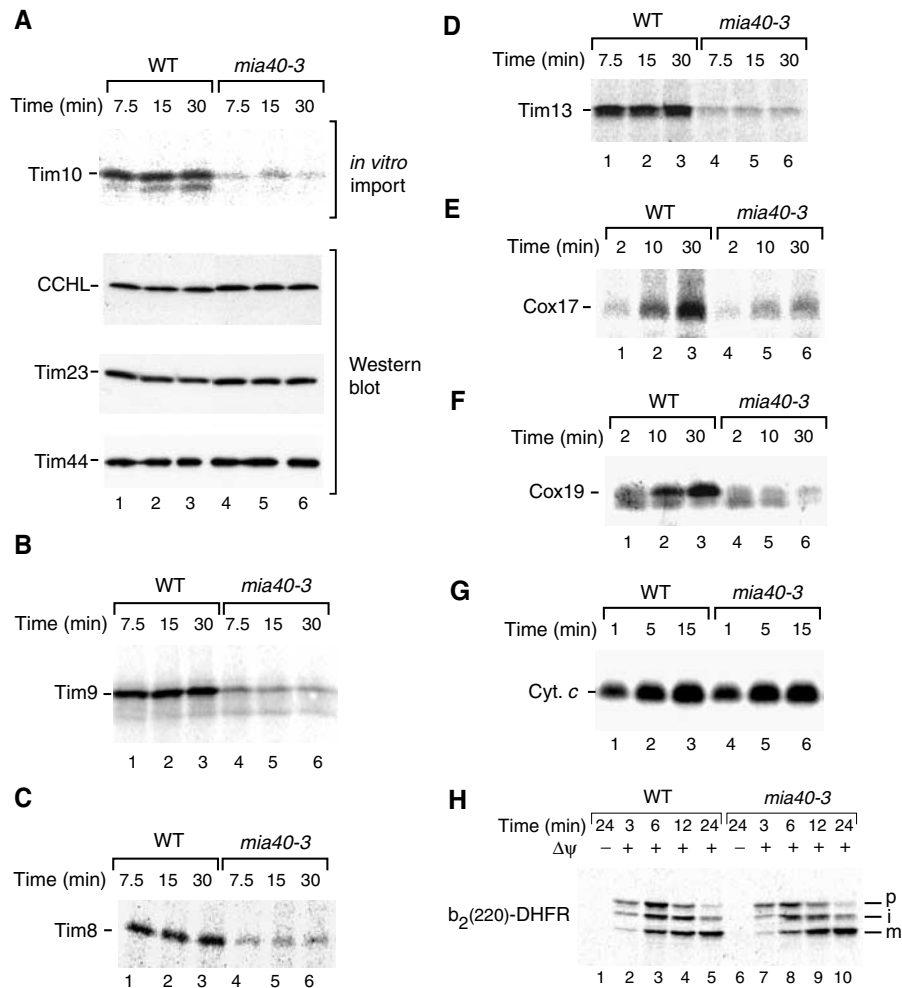 A
WT mia40-3
Time (min) 7.5 15 30 7.5 15 30
Tim10
in vitro
import
CCHL
Tim23
Western
blot
Tim44
1 2 3 4 5 6
B
WT mia40-3
Time (min) 7.5 15 30 7.5 15 30
Tim9
1 2 3 4 5 6
C
WT mia40-3
Time (min) 7.5 15 30 7.5 15 30
Tim8
1 2 3 4 5 6
D
WT mia40-3
Time (min) 7.5 15 30 7.5 15 30
Tim13
1 2 3 4 5 6
E
WT mia40-3
Time (min) 2 10 30 2 10 30
Cox17
1 2 3 4 5 6
F
WT mia40-3
Time (min) 2 10 30 2 10 30
Cox19
1 2 3 4 5 6
G
WT mia40-3
Time (min) 1 5 15 1 5 15
Cyt. c
1 2 3 4 5 6
H
WT mia40-3
Time (min) 24 3 6 12 24 24 3 6 12 24
Δψ − + + + + − + + + +
b₂(220)-DHFR
p
i
m
1 2 3 4 5 6 7 8 9 10